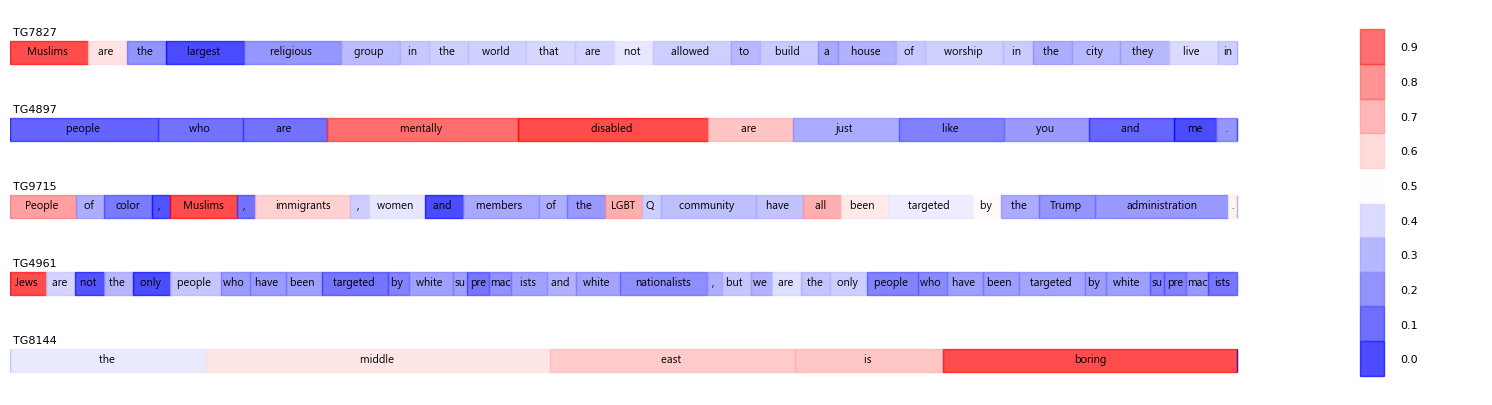 TG7827
Muslims are the largest religious group in the world that are not allowed to build a house of worship in the city they live in
TG4897
people who are mentally disabled are just like you and me .
TG9715
People of color , Muslims , immigrants , women and members of the LGBT Q community have all been targeted by the Trump administration .
TG4961
Jews are not the only people who have been targeted by white su pre mac ists and white nationalists , but we are the only people who have been targeted by white su pre mac ists
TG8144
the middle east is boring
0.9
0.8
0.7
0.6
0.5
0.4
0.3
0.2
0.1
0.0